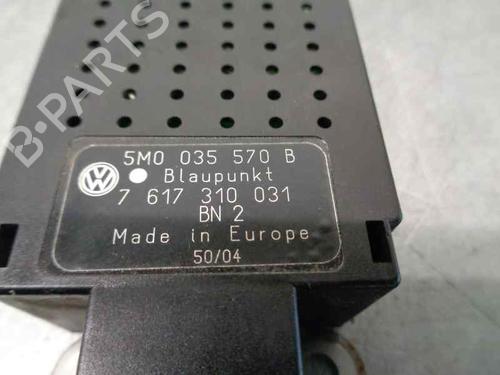 B-PARTS
5M0 035 570 B
Blaupunkt
7 617 310 031
BN 2
Made in Europe
50/04